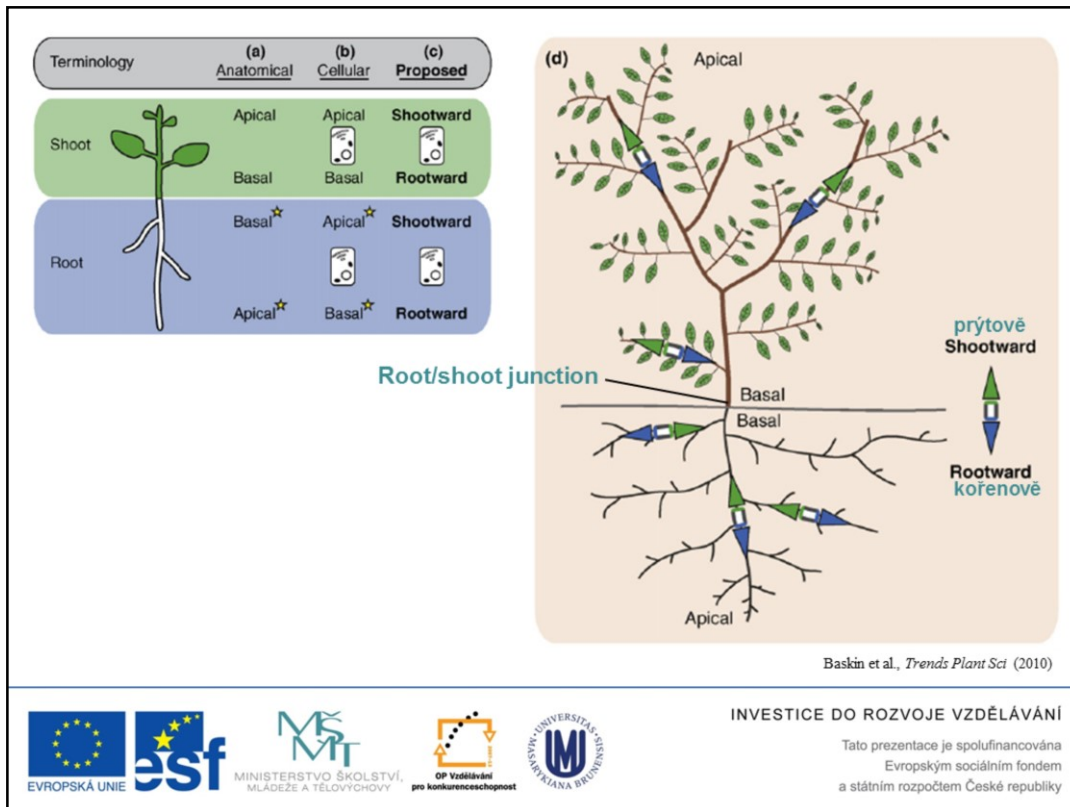 Terminology
(a)
Anatomical
(b)
Cellular
(c)
Proposed
Shoot
Apical
Apical
Shootward
Basal
Basal
Rootward
Root
Basal
Apical
Shootward
Apical
Basal
Rootward
(d)
Apical
prýtově
Shootward
Root/shoot junction
Basal
Basal
Rootward
kořenově
Apical
Baskin et al., Trends Plant Sci (2010)
EVROPSKÁ UNIE
esf
MŠMT
MINISTERSTVO ŠKOLSTVÍ,
MLÁDEŽE A TĚLOVÝCHOVY
OP Vzdělávání
pro konkurenceschopnost
UNIVERSITAS
MASARYKIANA BRUNENSIS
INVESTICE DO ROZVOJE VZDĚLÁVÁNÍ
Tato prezentace je spolufinancována
Evropským sociálním fondem
a státním rozpočtem České republiky